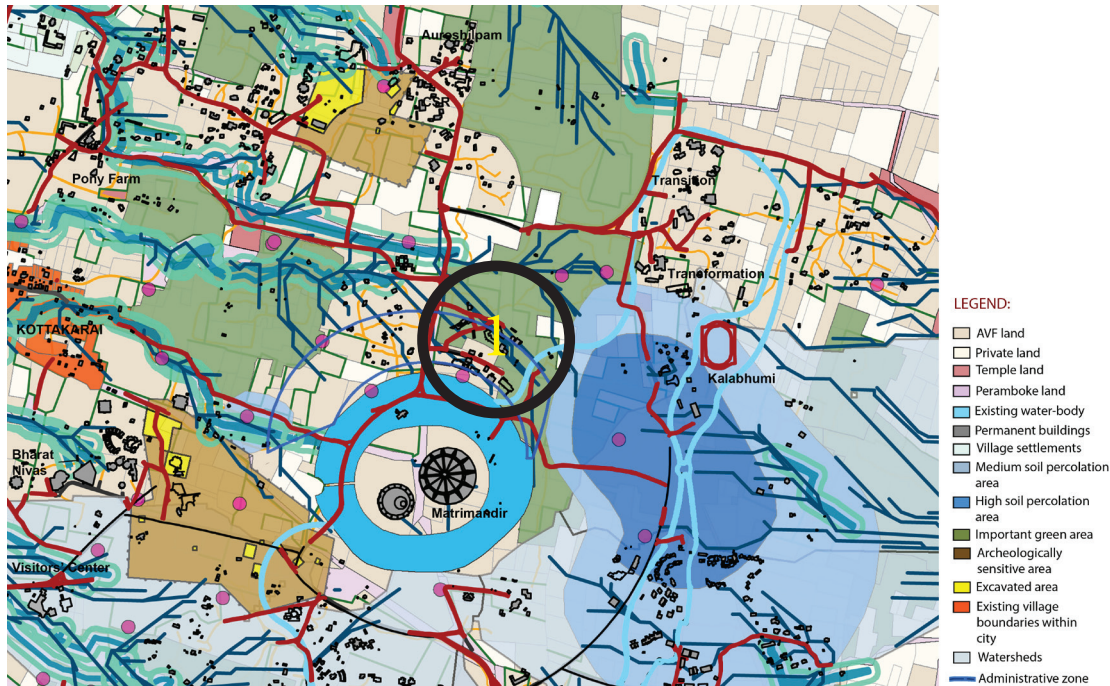 Auroshilpam
CSR
Pony Farm
Transition
Transformation
1
KOTTAKARAI
Kalabhumi
Bharat
Nivas
Matrimandir
Visitors' Center
LEGEND:
AVF land
Private land
Temple land
Peramboke land
Existing water-body
Permanent buildings
Village settlements
Medium soil percolation
area
High soil percolation
area
Important green area
Archeologically
sensitive area
Excavated area
Existing village
boundaries within
city
Watersheds
Administrative zone